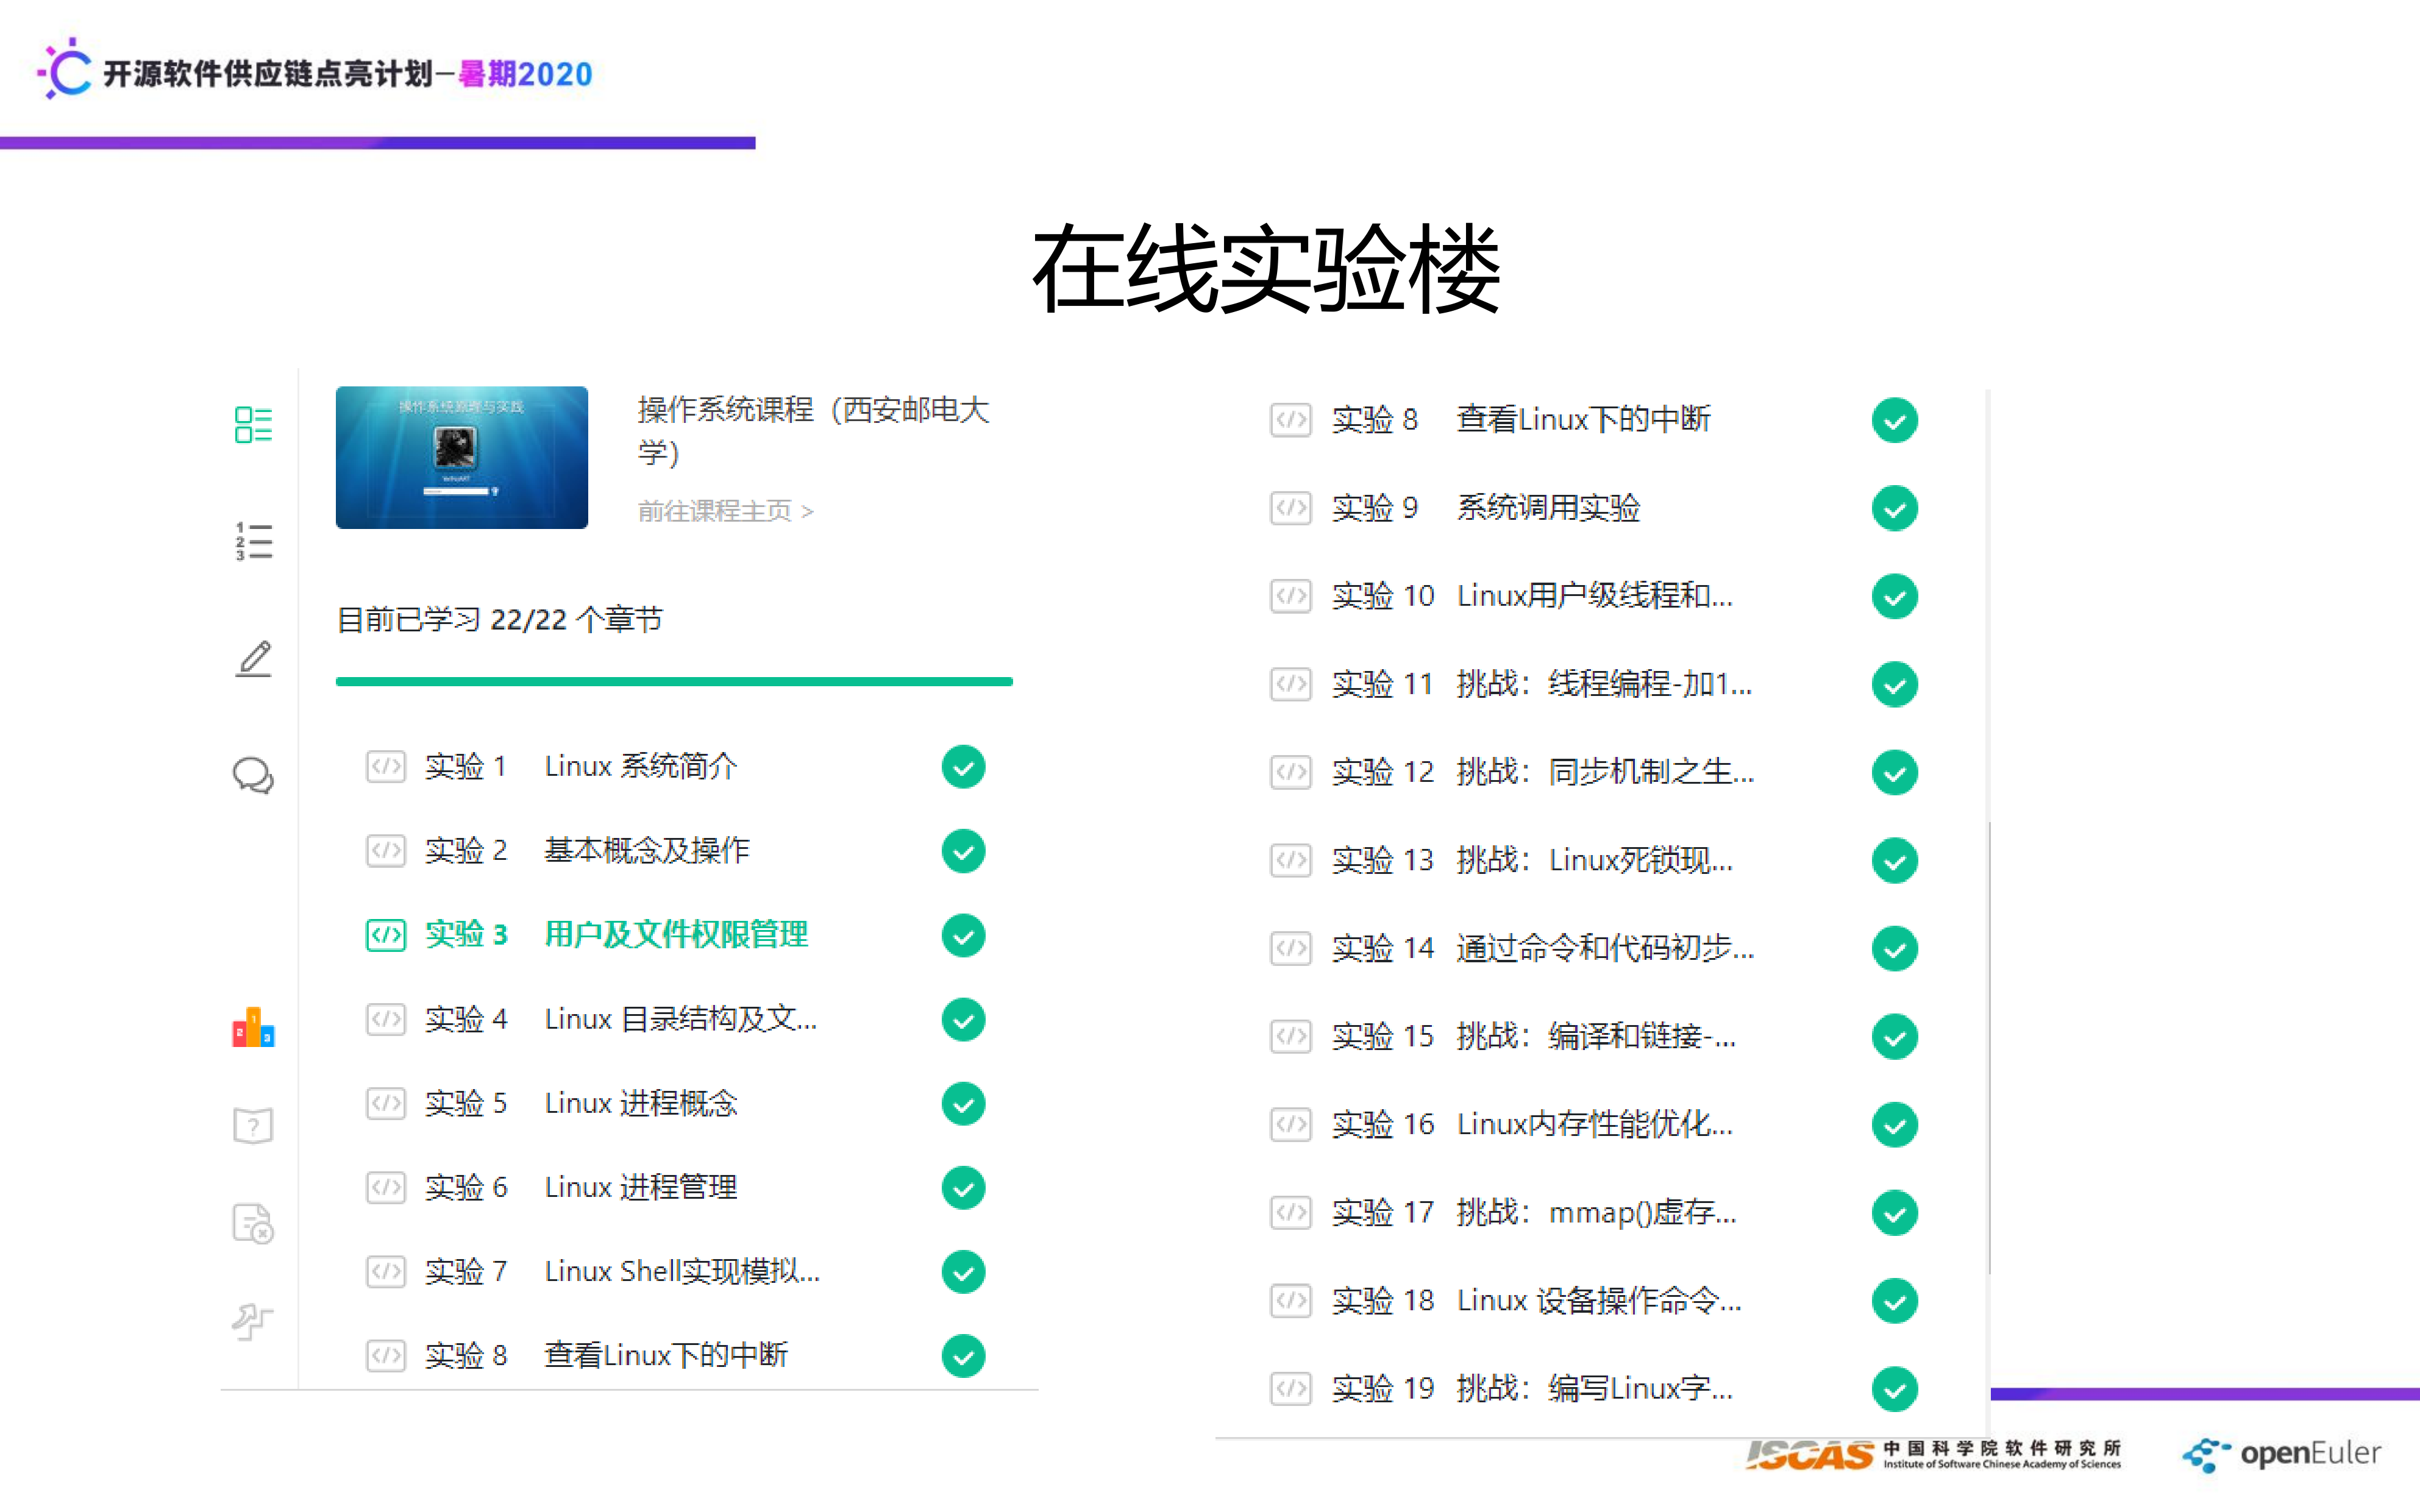 开源软件供应链点亮计划—暑期2020
在线实验楼
操作系统原理与实践
操作系统课程（西安邮电大
学）
前往课程主页 >
目前已学习 22/22 个章节
实验 1 Linux 系统简介
实验 2 基本概念及操作
实验 3 用户及文件权限管理
实验 4 Linux 目录结构及文...
实验 5 Linux 进程概念
实验 6 Linux 进程管理
实验 7 Linux Shell实现模拟...
实验 8 查看Linux下的中断
实验 8 查看Linux下的中断
实验 9 系统调用实验
实验 10 Linux用户级线程和...
实验 11 挑战：线程编程-加1...
实验 12 挑战：同步机制之生...
实验 13 挑战：Linux死锁现...
实验 14 通过命令和代码初步...
实验 15 挑战：编译和链接-...
实验 16 Linux内存性能优化...
实验 17 挑战：mmap()虚存...
实验 18 Linux 设备操作命令...
实验 19 挑战：编写Linux字...
ISCAS 中国科学院软件研究所
Institute of Software Chinese Academy of Sciences
openEuler